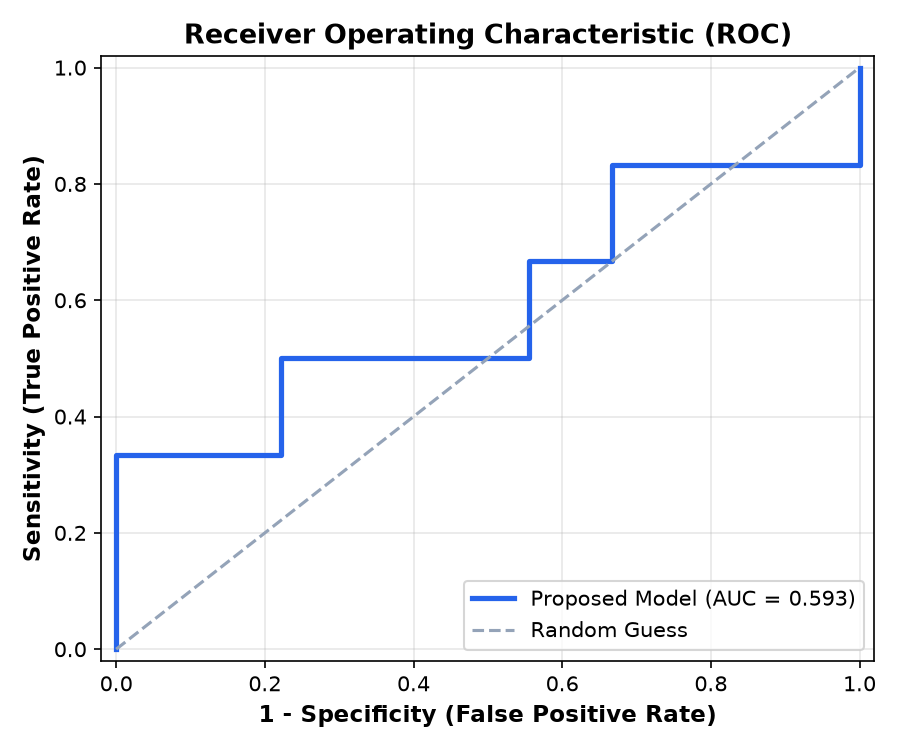 Receiver Operating Characteristic (ROC)
Sensitivity (True Positive Rate)
1.0
0.8
0.6
0.4
0.2
0.0
Proposed Model (AUC = 0.593)
Random Guess
0.0 0.2 0.4 0.6 0.8 1.0
1 - Specificity (False Positive Rate)